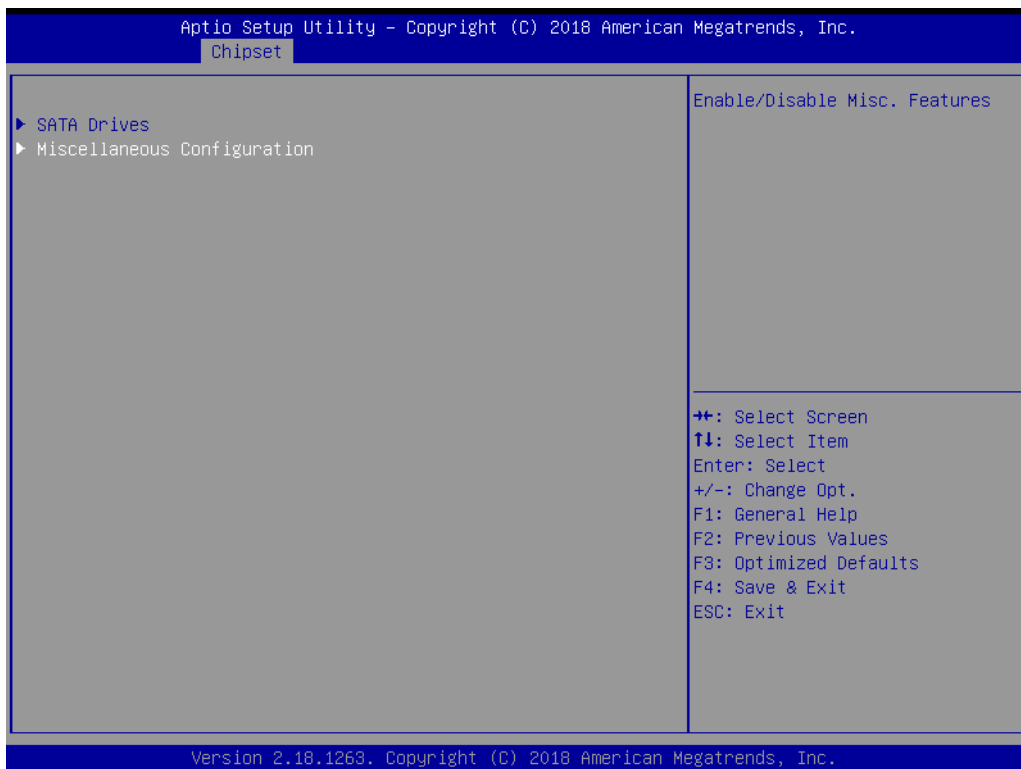 Aptio Setup Utility – Copyright (C) 2018 American Megatrends, Inc.
Chipset
SATA Drives
Miscellaneous Configuration
Enable/Disable Misc. Features
→←: Select Screen
↑↓: Select Item
Enter: Select
+/-: Change Opt.
F1: General Help
F2: Previous Values
F3: Optimized Defaults
F4: Save & Exit
ESC: Exit
Version 2.18.1263. Copyright (C) 2018 American Megatrends, Inc.